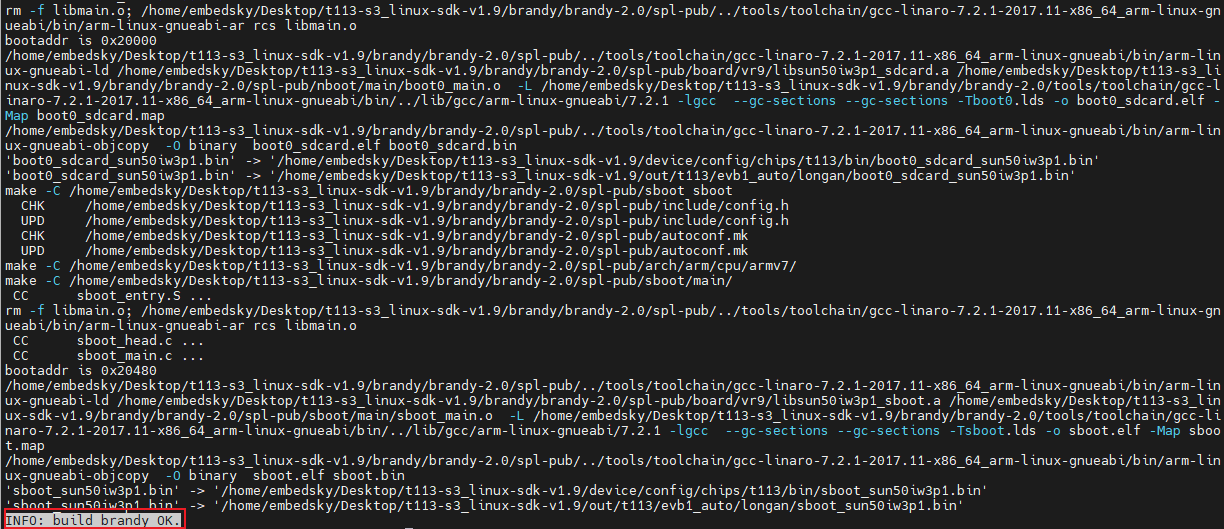 rm -f libmain.o; /home/embedsky/Desktop/t113-s3_linux-sdk-v1.9/brandy/brandy-2.0/spl-pub/../tools/toolchain/gcc-linaro-7.2.1-2017.11-x86_64_arm-linux-gn
ueabi/bin/arm-linux-gnueabi-ar rcs libmain.o
bootaddr is 0x20000
/home/embedsky/Desktop/t113-s3_linux-sdk-v1.9/brandy/brandy-2.0/spl-pub/../tools/toolchain/gcc-linaro-7.2.1-2017.11-x86_64_arm-linux-gnueabi/bin/arm-lin
ux-gnueabi-ld /home/embedsky/Desktop/t113-s3_linux-sdk-v1.9/brandy/brandy-2.0/spl-pub/board/vr9/libsun50iw3p1_sdcard.a /home/embedsky/Desktop/t113-s3_li
nux-sdk-v1.9/brandy/brandy-2.0/spl-pub/nboot/main/boot0_main.o  -L /home/embedsky/Desktop/t113-s3_linux-sdk-v1.9/brandy/brandy-2.0/tools/toolchain/gcc-l
inaro-7.2.1-2017.11-x86_64_arm-linux-gnueabi/bin/../lib/gcc/arm-linux-gnueabi/7.2.1 -lgcc  --gc-sections --gc-sections -Tboot0.lds -o boot0_sdcard.elf -
Map boot0_sdcard.map
/home/embedsky/Desktop/t113-s3_linux-sdk-v1.9/brandy/brandy-2.0/spl-pub/../tools/toolchain/gcc-linaro-7.2.1-2017.11-x86_64_arm-linux-gnueabi/bin/arm-lin
ux-gnueabi-objcopy  -O binary  boot0_sdcard.elf boot0_sdcard.bin
'boot0_sdcard_sun50iw3p1.bin' -> '/home/embedsky/Desktop/t113-s3_linux-sdk-v1.9/device/config/chips/t113/bin/boot0_sdcard_sun50iw3p1.bin'
'boot0_sdcard_sun50iw3p1.bin' -> '/home/embedsky/Desktop/t113-s3_linux-sdk-v1.9/out/t113/evb1_auto/longan/boot0_sdcard_sun50iw3p1.bin'
make -C /home/embedsky/Desktop/t113-s3_linux-sdk-v1.9/brandy/brandy-2.0/spl-pub/sboot sboot
CHK     /home/embedsky/Desktop/t113-s3_linux-sdk-v1.9/brandy/brandy-2.0/spl-pub/include/config.h
UPD     /home/embedsky/Desktop/t113-s3_linux-sdk-v1.9/brandy/brandy-2.0/spl-pub/include/config.h
CHK     /home/embedsky/Desktop/t113-s3_linux-sdk-v1.9/brandy/brandy-2.0/spl-pub/autoconf.mk
UPD     /home/embedsky/Desktop/t113-s3_linux-sdk-v1.9/brandy/brandy-2.0/spl-pub/autoconf.mk
make -C /home/embedsky/Desktop/t113-s3_linux-sdk-v1.9/brandy/brandy-2.0/spl-pub/arch/arm/cpu/armv7/
make -C /home/embedsky/Desktop/t113-s3_linux-sdk-v1.9/brandy/brandy-2.0/spl-pub/sboot/main/
CC      sboot_entry.S ...
rm -f libmain.o; /home/embedsky/Desktop/t113-s3_linux-sdk-v1.9/brandy/brandy-2.0/spl-pub/../tools/toolchain/gcc-linaro-7.2.1-2017.11-x86_64_arm-linux-gn
ueabi/bin/arm-linux-gnueabi-ar rcs libmain.o
CC      sboot_head.c ...
CC      sboot_main.c ...
bootaddr is 0x20480
/home/embedsky/Desktop/t113-s3_linux-sdk-v1.9/brandy/brandy-2.0/spl-pub/../tools/toolchain/gcc-linaro-7.2.1-2017.11-x86_64_arm-linux-gnueabi/bin/arm-lin
ux-gnueabi-ld /home/embedsky/Desktop/t113-s3_linux-sdk-v1.9/brandy/brandy-2.0/spl-pub/board/vr9/libsun50iw3p1_sboot.a /home/embedsky/Desktop/t113-s3_lin
ux-sdk-v1.9/brandy/brandy-2.0/spl-pub/sboot/main/sboot_main.o  -L /home/embedsky/Desktop/t113-s3_linux-sdk-v1.9/brandy/brandy-2.0/tools/toolchain/gcc-li
naro-7.2.1-2017.11-x86_64_arm-linux-gnueabi/bin/../lib/gcc/arm-linux-gnueabi/7.2.1 -lgcc  --gc-sections --gc-sections -Tsboot.lds -o sboot.elf -Map sboo
t.map
/home/embedsky/Desktop/t113-s3_linux-sdk-v1.9/brandy/brandy-2.0/spl-pub/../tools/toolchain/gcc-linaro-7.2.1-2017.11-x86_64_arm-linux-gnueabi/bin/arm-lin
ux-gnueabi-objcopy  -O binary  sboot.elf sboot.bin
'sboot_sun50iw3p1.bin' -> '/home/embedsky/Desktop/t113-s3_linux-sdk-v1.9/device/config/chips/t113/bin/sboot_sun50iw3p1.bin'
'sboot_sun50iw3p1.bin' -> '/home/embedsky/Desktop/t113-s3_linux-sdk-v1.9/out/t113/evb1_auto/longan/sboot_sun50iw3p1.bin'
INFO: build brandy OK.